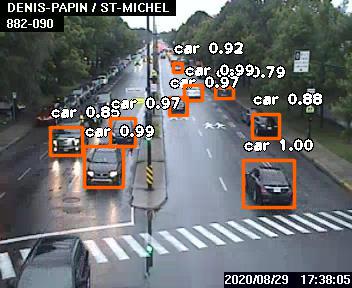 DENIS-PAPIN / ST-MICHEL
882-090
car 0.92
car 0.99
0.79
car 0.97
car 0.88
car 0.85
car 0.97
car 0.99
car 1.00
2020/08/29 17:38:05